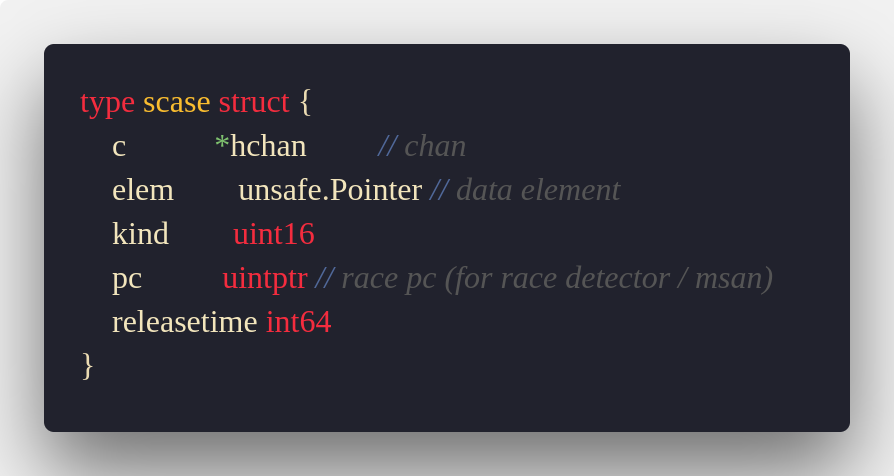 type scase struct {
c *hchan // chan
elem unsafe.Pointer // data element
kind uint16
pc uintptr // race pc (for race detector / msan)
releasetime int64
}